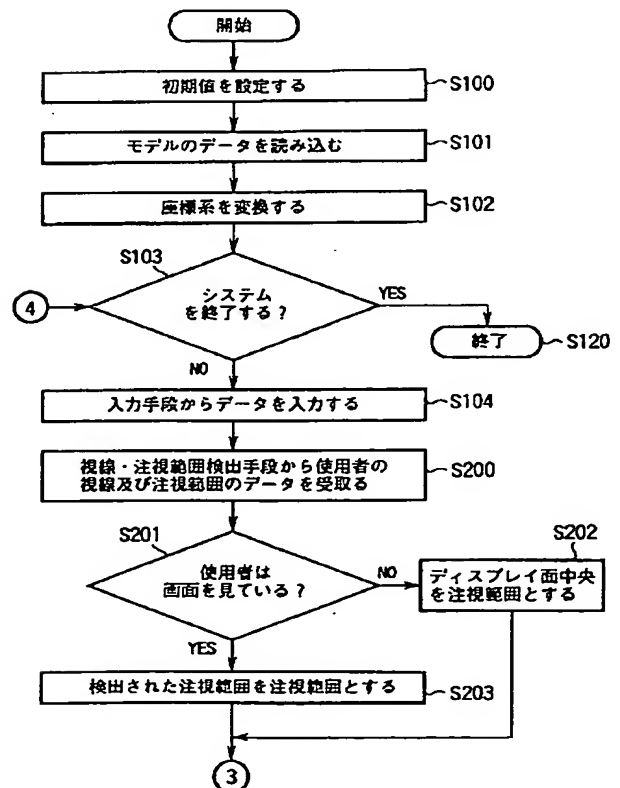 開始
初期値を設定する
S100
モデルのデータを読み込む
S101
座標系を変換する
S102
S103
システム
を終了する？
YES
4
終了
S120
NO
入力手段からデータを入力する
S104
視線・注視範囲検出手段から使用者の
視線及び注視範囲のデータを受取る
S200
S201
使用者は
画面を見ている？
NO
S202
ディスプレイ面中央
を注視範囲とする
YES
検出された注視範囲を注視範囲とする
S203
3